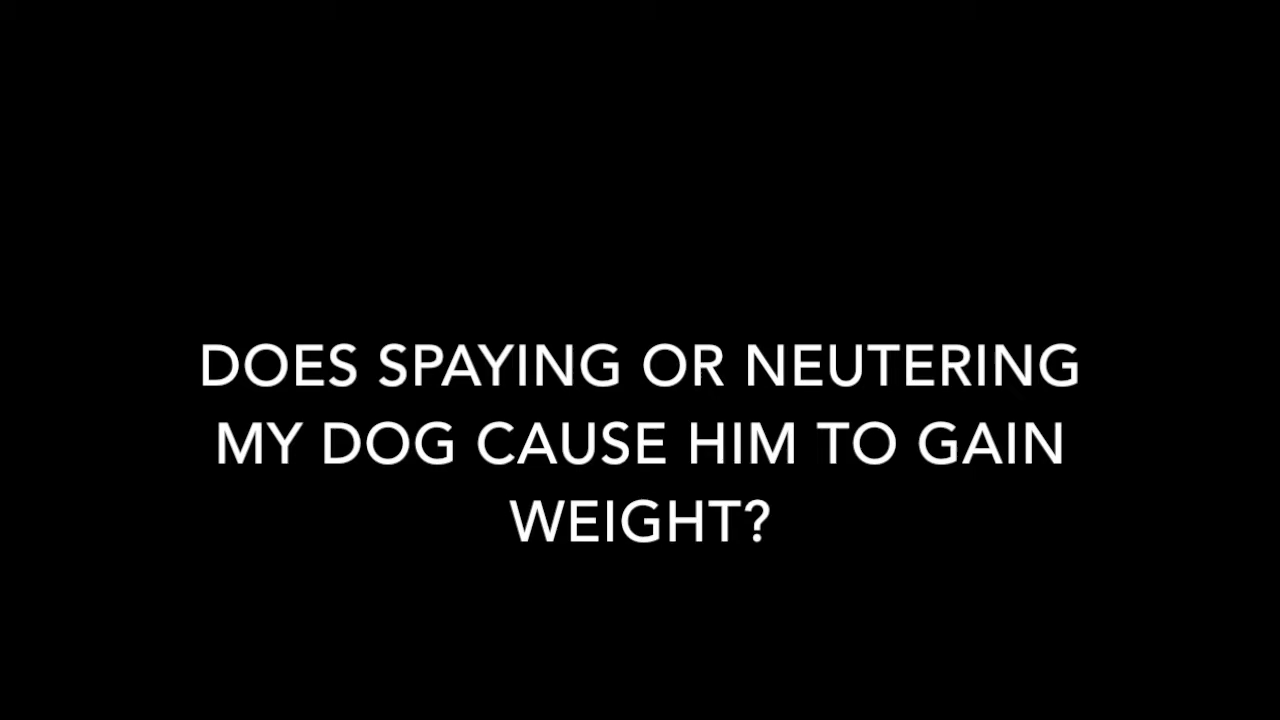 DOES SPAYING OR NEUTERING
MY DOG CAUSE HIM TO GAIN
WEIGHT?